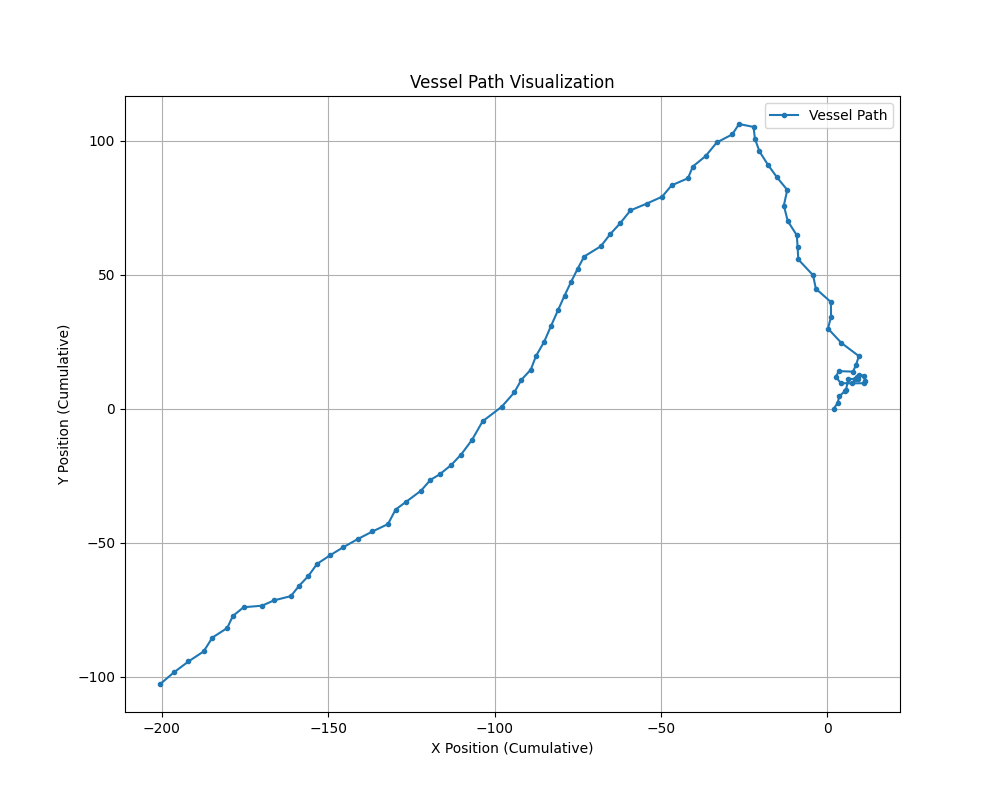 Vessel Path Visualization
Vessel Path
100
50
0
−50
−100
Y Position (Cumulative)
−200 −150 −100 −50 0
X Position (Cumulative)